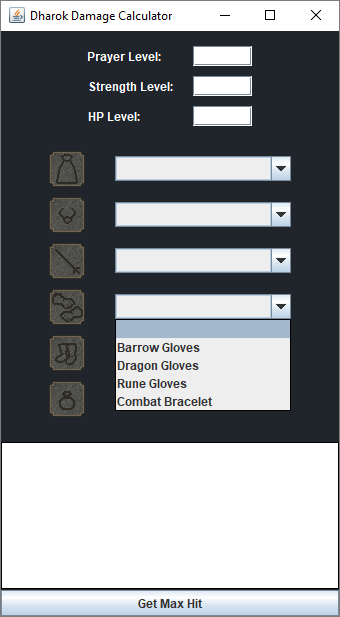 Dharok Damage Calculator
Prayer Level:
Strength Level:
HP Level:
Barrow Gloves
Dragon Gloves
Rune Gloves
Combat Bracelet
Get Max Hit